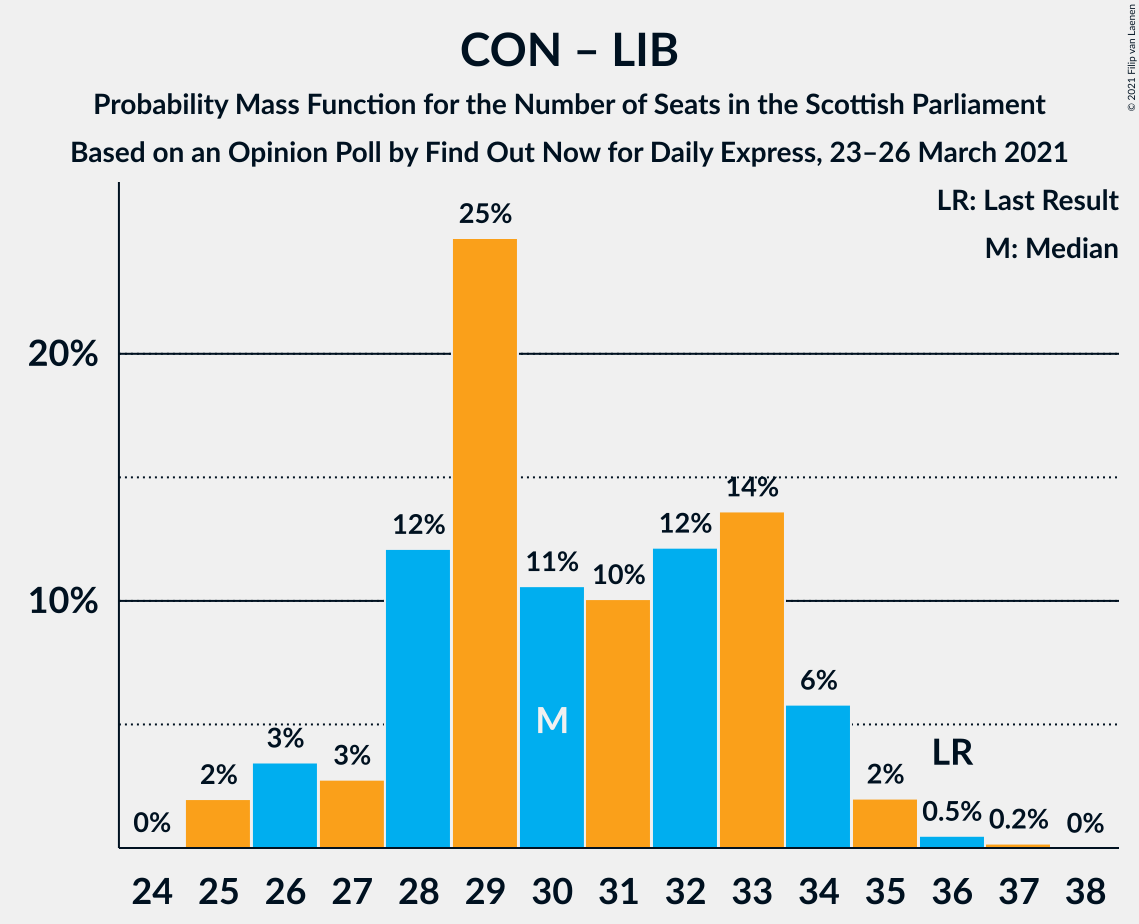 CON – LIB
Probability Mass Function for the Number of Seats in the Scottish Parliament
Based on an Opinion Poll by Find Out Now for Daily Express, 23–26 March 2021
© 2021 Filip van Laenen
LR: Last Result
M: Median
20%
10%
0%
2%
3%
3%
12%
25%
11%
10%
12%
14%
6%
2%
0.5%
0.2%
0%
M
LR
24 25 26 27 28 29 30 31 32 33 34 35 36 37 38